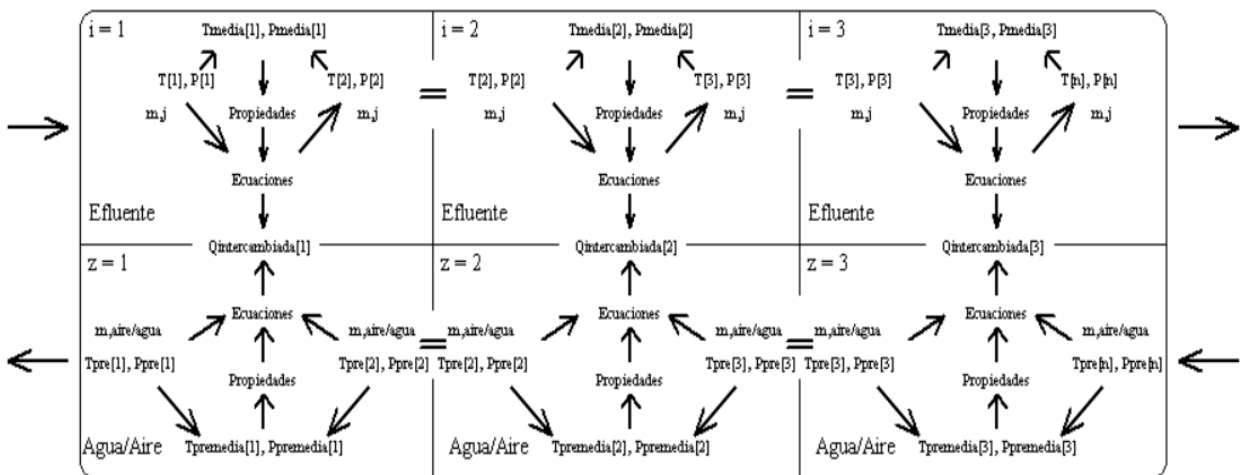 i = 1
Tmedia[1], Pmedia[1]
T[1], P[1]
T[2], P[2]
m,j
Propiedades
m,j
Ecuaciones
Efluente
i = 2
Tmedia[2], Pmedia[2]
T[2], P[2]
T[3], P[3]
=
m,j
Propiedades
m,j
Ecuaciones
Efluente
i = 3
Tmedia[3, Pmedia[3]
T[3], P[3]
T[n], P[n]
=
m,j
Propiedades
m,j
Ecuaciones
Efluente
Qintercambiada[1]
Qintercambiada[2]
Qintercambiada[3]
z = 1
Ecuaciones
m,aire/agua
m,aire/agua
Tpre[1], Ppre[1]
Tpre[2], Ppre[2]
Propiedades
Agua/Aire
Tpremedia[1], Ppremedia[1]
z = 2
Ecuaciones
=
m,aire/agua
m,aire/agua
Tpre[2], Ppre[2]
Tpre[3], Ppre[3]
Propiedades
Agua/Aire
Tpremedia[2], Ppremedia[2]
z = 3
Ecuaciones
=
m,aire/agua
m,aire/agua
Tpre[3], Ppre[3]
Tpre[n], Ppre[n]
Propiedades
Agua/Aire
Tpremedia[3], Ppremedia[3]